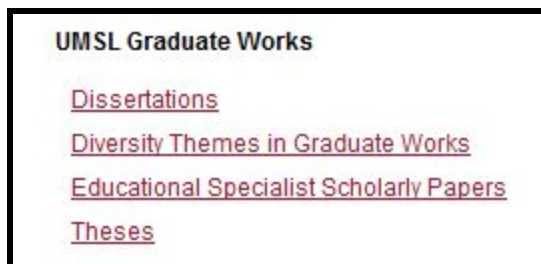 UMSL Graduate Works
Dissertations
Diversity Themes in Graduate Works
Educational Specialist Scholarly Papers
Theses